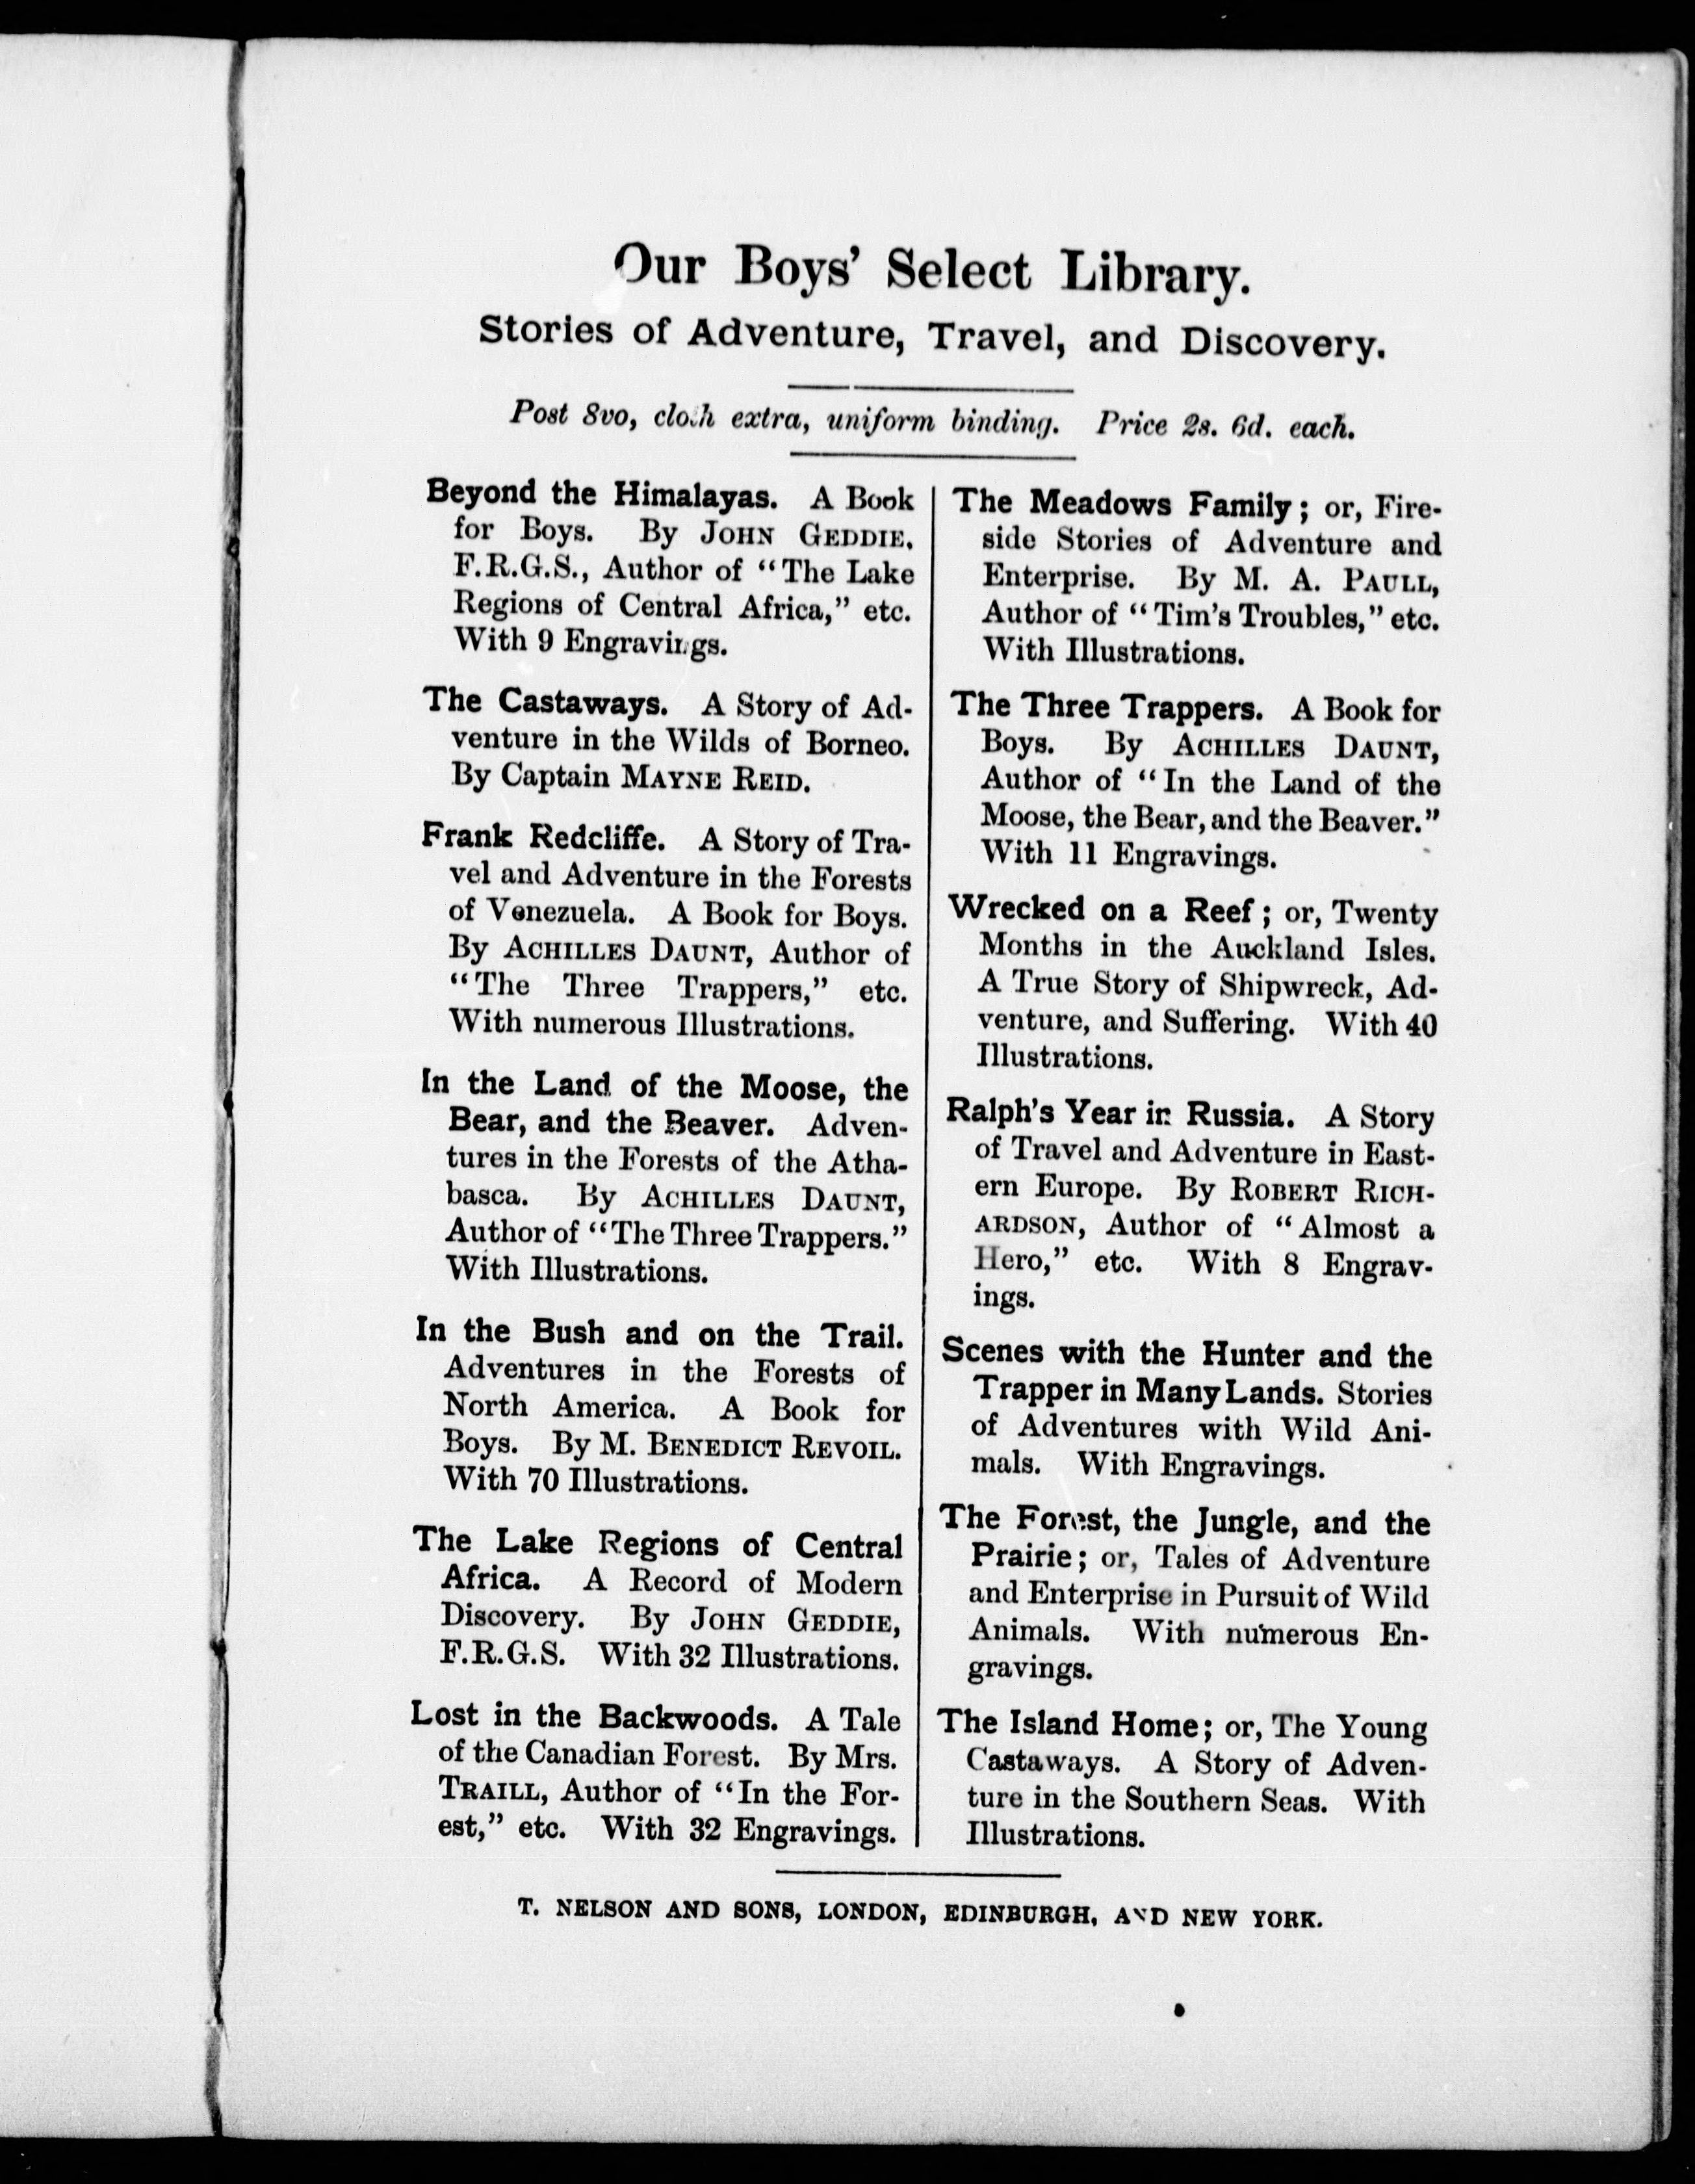 Our Boys' Select Library.
Stories of Adventure, Travel, and Discovery.
Post 8vo, cloth extra, uniform binding. Price 2s. 6d. each.
Beyond the Himalayas. A Book
for Boys. By JOHN GEDDIE,
F.R.G.S., Author of "The Lake
Regions of Central Africa," etc.
With 9 Engravings.
The Castaways. A Story of Ad-
venture in the Wilds of Borneo.
By Captain MAYNE REID.
Frank Redcliffe. A Story of Tra-
vel and Adventure in the Forests
of Venezuela. A Book for Boys.
By ACHILLES DAUNT, Author of
"The Three Trappers," etc.
With numerous Illustrations.
In the Land of the Moose, the
Bear, and the Beaver. Adven-
tures in the Forests of the Atha-
basca. By ACHILLES DAUNT,
Author of "The Three Trappers."
With Illustrations.
In the Bush and on the Trail.
Adventures in the Forests of
North America. A Book for
Boys. By M. BENEDICT REVOIL.
With 70 Illustrations.
The Lake Regions of Central
Africa. A Record of Modern
Discovery. By JOHN GEDDIE,
F.R.G.S. With 32 Illustrations.
Lost in the Backwoods. A Tale
of the Canadian Forest. By Mrs.
TRAILL, Author of "In the For-
est," etc. With 32 Engravings.
The Meadows Family; or, Fire-
side Stories of Adventure and
Enterprise. By M. A. PAULL,
Author of "Tim's Troubles," etc.
With Illustrations.
The Three Trappers. A Book for
Boys. By ACHILLES DAUNT,
Author of "In the Land of the
Moose, the Bear, and the Beaver."
With 11 Engravings.
Wrecked on a Reef; or, Twenty
Months in the Auckland Isles.
A True Story of Shipwreck, Ad-
venture, and Suffering. With 40
Illustrations.
Ralph's Year in Russia. A Story
of Travel and Adventure in East-
ern Europe. By ROBERT RICH-
ARDSON, Author of "Almost a
Hero," etc. With 8 Engrav-
ings.
Scenes with the Hunter and the
Trapper in Many Lands. Stories
of Adventures with Wild Ani-
mals. With Engravings.
The Forest, the Jungle, and the
Prairie; or, Tales of Adventure
and Enterprise in Pursuit of Wild
Animals. With numerous En-
gravings.
The Island Home; or, The Young
Castaways. A Story of Adven-
ture in the Southern Seas. With
Illustrations.
T. NELSON AND SONS, LONDON, EDINBURGH, AND NEW YORK.